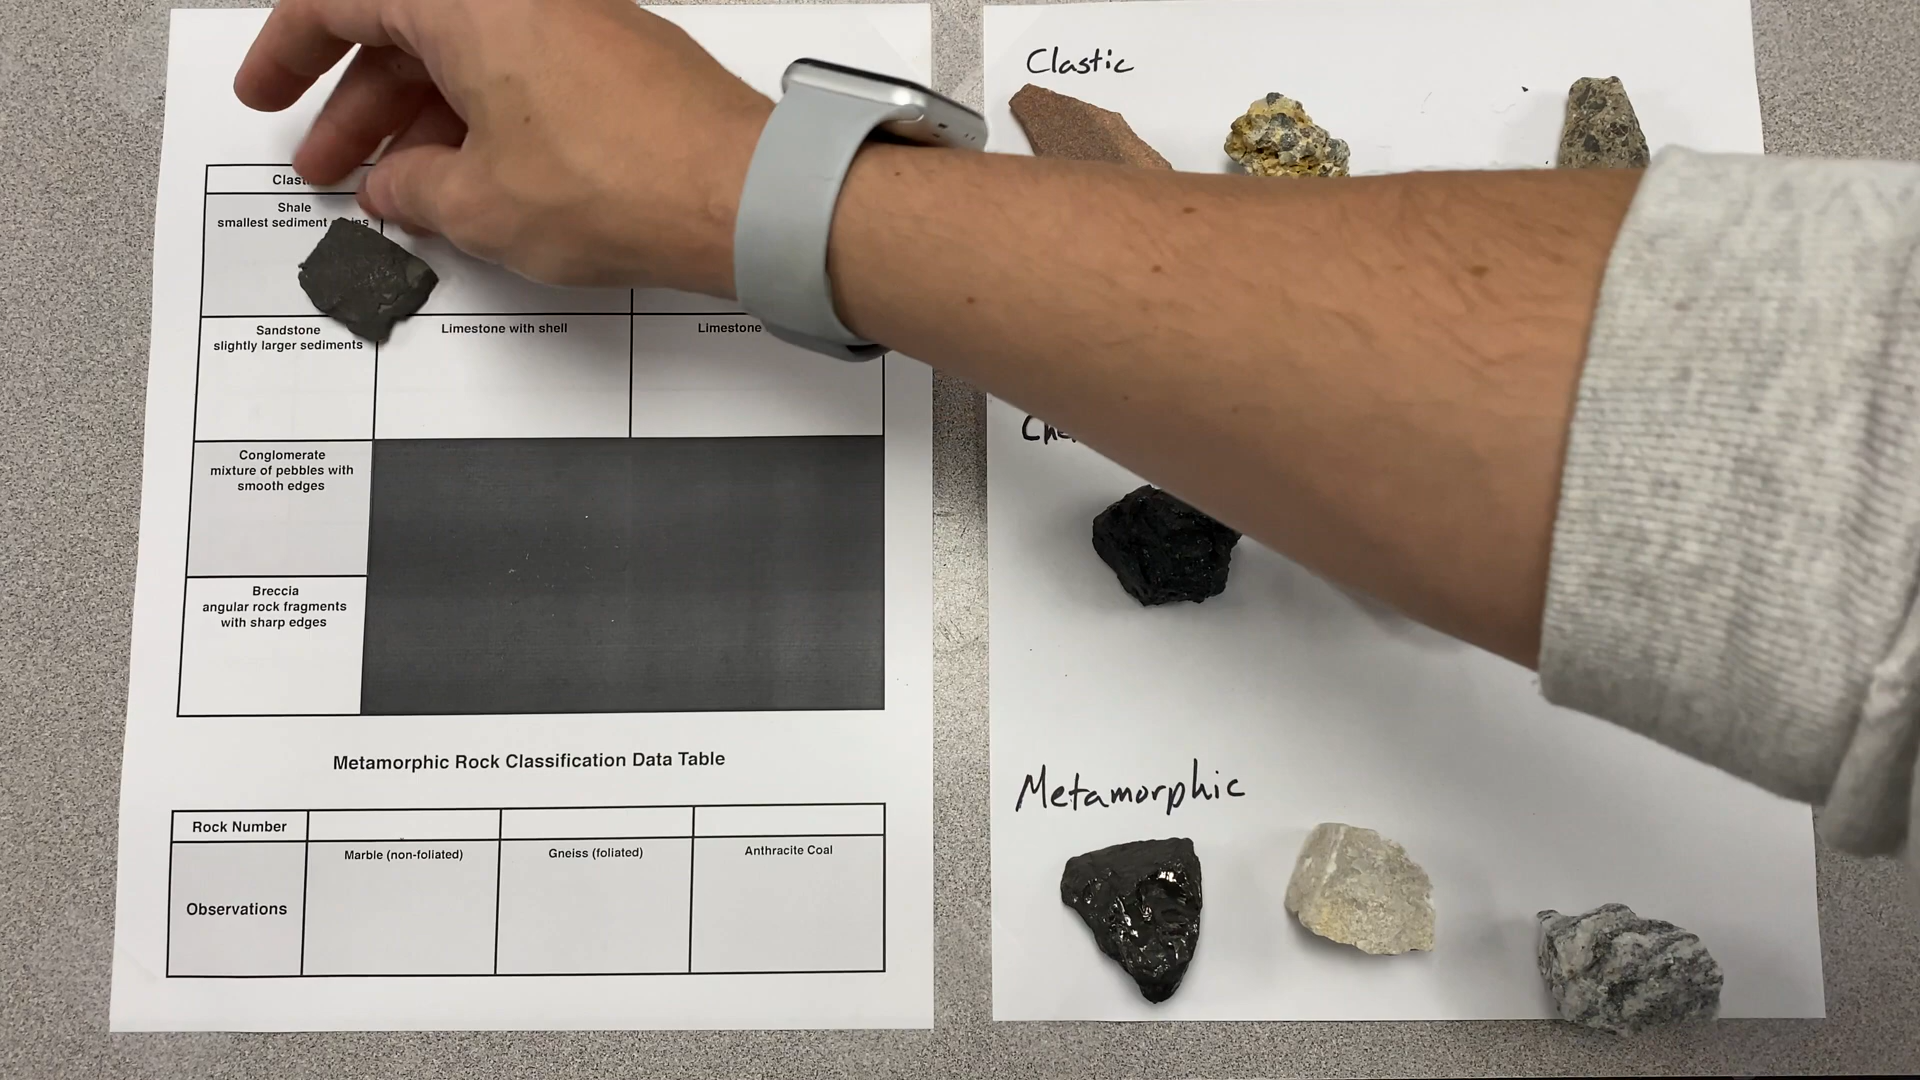 Clastic
Shale
smallest sediment
Sandstone
slightly larger sediments
Limestone with shell
Limestone
Conglomerate
mixture of pebbles with
smooth edges
Breccia
angular rock fragments
with sharp edges
Metamorphic Rock Classification Data Table
Rock Number
Marble (non-foliated)
Gneiss (foliated)
Anthracite Coal
Observations
Metamorphic